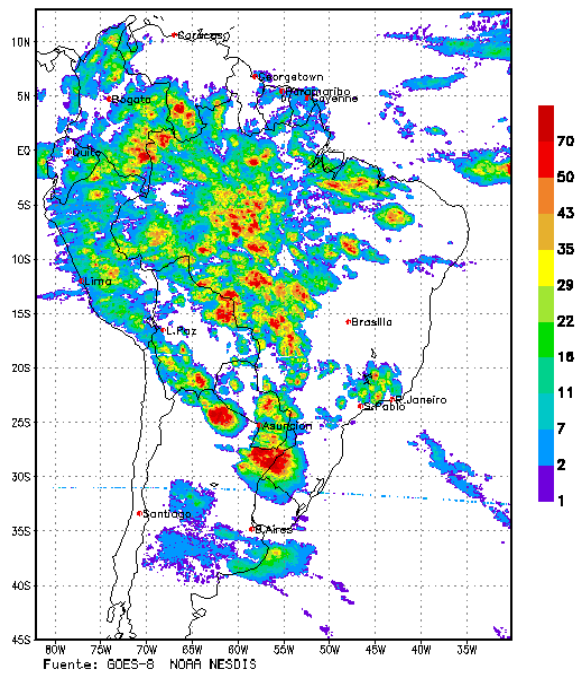 10N
Caracas
Georgetown
5N
Bogota
Paramaribo
Cayenne
EQ
Quito
5S
10S
Lima
15S
L.Paz
Brasilia
20S
R.Janeiro
S.Pablo
25S
Asuncion
30S
Santiago
35S
B.Aires
40S
45S
80W 75W 70W 65W 60W 55W 50W 45W 40W 35W
Fuente: GOES-8 NOAA NESDIS
70
50
43
35
29
22
16
11
7
2
1